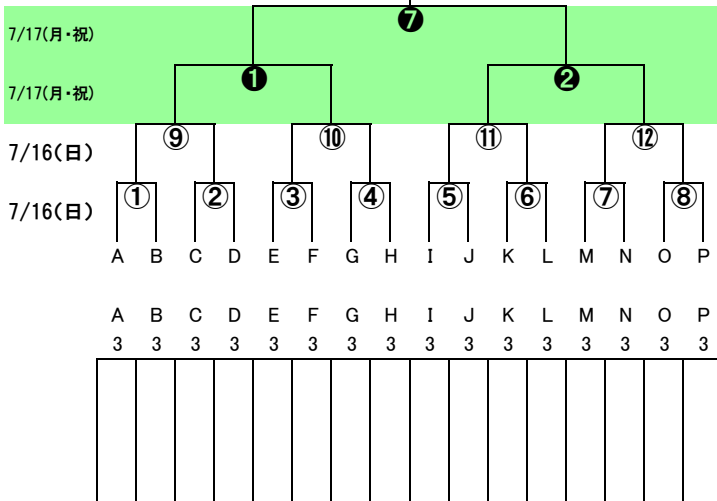 ❼
7/17(月・祝)
❶ ❷
7/17(月・祝)
⑨ ⑩ ⑪ ⑫
7/16(日)
① ② ③ ④ ⑤ ⑥ ⑦ ⑧
7/16(日)
A B C D E F G H I J K L M N O P
A B C D E F G H I J K L M N O P
3 3 3 3 3 3 3 3 3 3 3 3 3 3 3 3